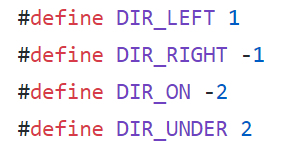 #define DIR_LEFT 1
#define DIR_RIGHT -1
#define DIR_ON -2
#define DIR_UNDER 2